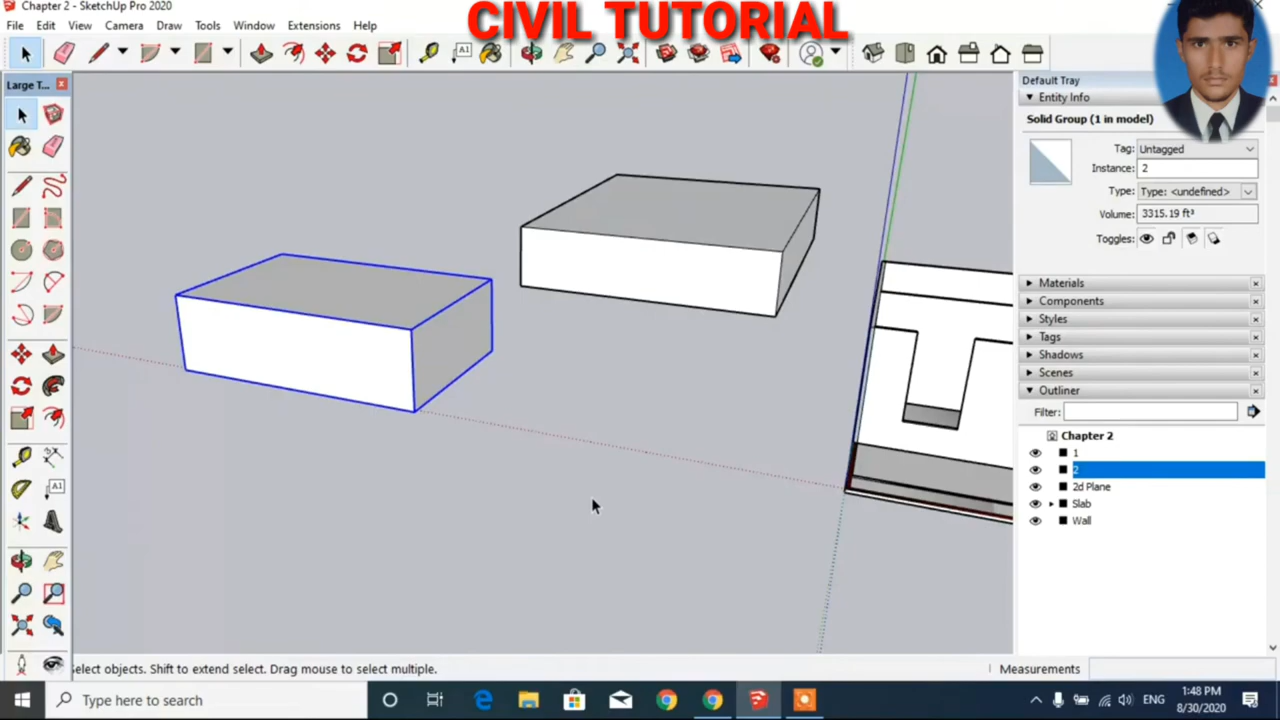 Chapter 2 - SketchUp Pro 2020
CIVIL TUTORIAL
File Edit View Camera Draw Tools Window Extensions Help
A1
Large T...
Default Tray
Entity Info
Solid Group (1 in model)
Tag: Untagged
Instance: 2
Type: Type: <undefined>
Volume: 3315.19 ft³
Toggles:
Materials
Components
Styles
Tags
Shadows
Scenes
Outliner
Filter:
Chapter 2
1
2
2d Plane
Slab
Wall
A1
Select objects. Shift to extend select. Drag mouse to select multiple.
Measurements
Type here to search
ENG
1:48 PM
8/30/2020